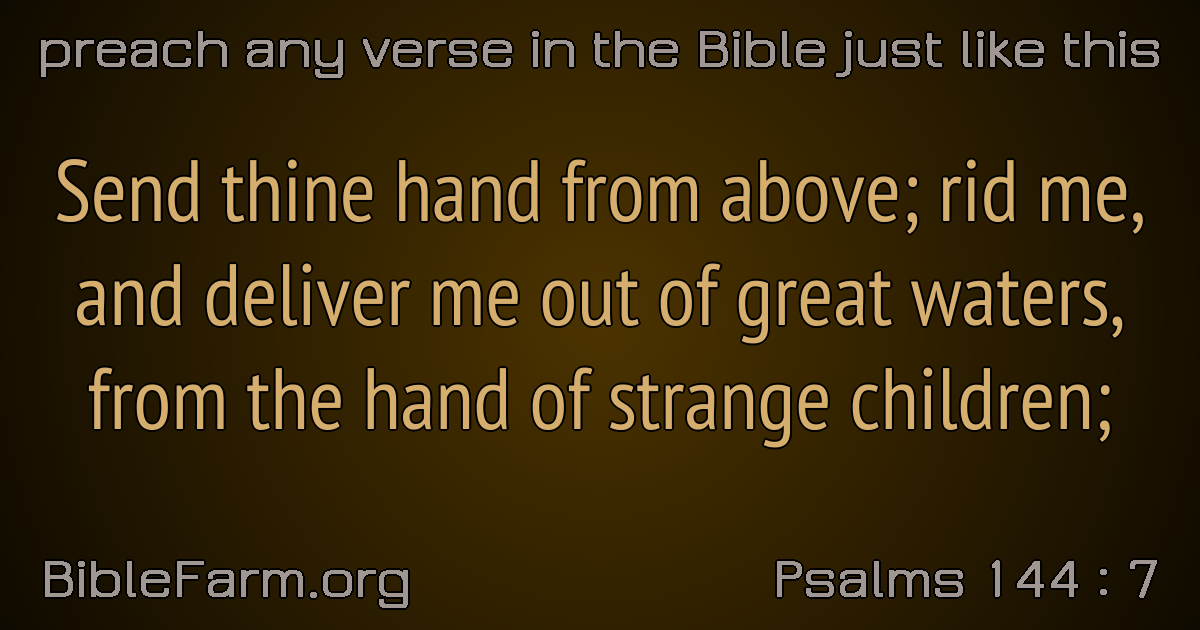 preach any verse in the Bible just like this
Send thine hand from above; rid me,
and deliver me out of great waters,
from the hand of strange children;
BibleFarm.org
Psalms 144 : 7